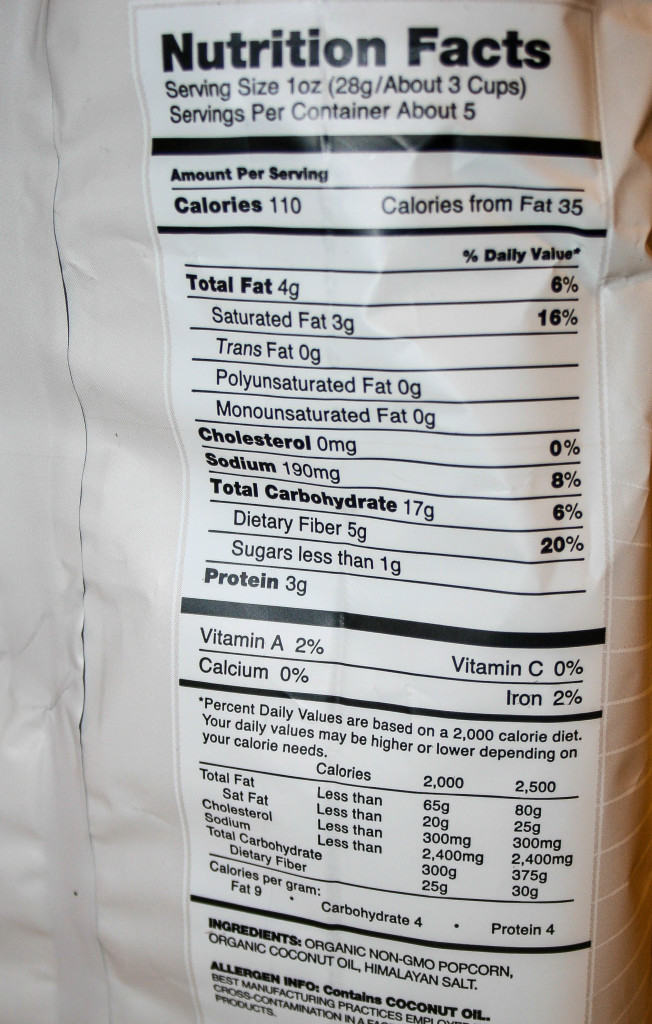 Nutrition Facts
Serving Size 1oz (28g/About 3 Cups)
Servings Per Container About 5
Amount Per Serving
Calories 110 Calories from Fat 35
% Daily Value*
Total Fat 4g 6%
Saturated Fat 3g 16%
Trans Fat 0g
Polyunsaturated Fat 0g
Monounsaturated Fat 0g
Cholesterol 0mg 0%
Sodium 190mg 8%
Total Carbohydrate 17g 6%
Dietary Fiber 5g 20%
Sugars less than 1g
Protein 3g
Vitamin A 2% Vitamin C 0%
Calcium 0% Iron 2%
*Percent Daily Values are based on a 2,000 calorie diet.
Your daily values may be higher or lower depending on
your calorie needs.
Calories 2,000 2,500
Total Fat Less than 65g 80g
Sat Fat Less than 20g 25g
Cholesterol Less than 300mg 300mg
Sodium Less than 2,400mg 2,400mg
Total Carbohydrate 300g 375g
Dietary Fiber 25g 30g
Calories per gram:
Fat 9 • Carbohydrate 4 • Protein 4
INGREDIENTS: ORGANIC NON-GMO POPCORN,
ORGANIC COCONUT OIL, HIMALAYAN SALT.
ALLERGEN INFO: Contains COCONUT OIL.
BEST MANUFACTURING PRACTICES
CROSS-CONTAMINATION IN A
PRODUCTS.